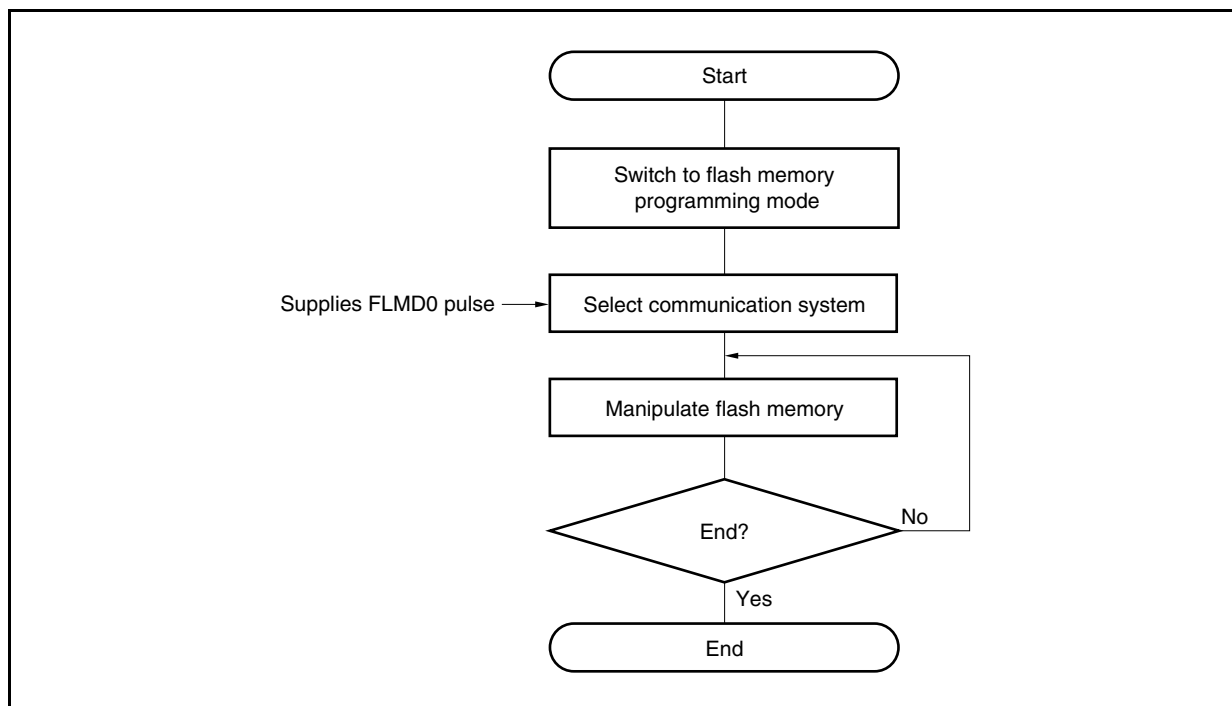 Start
Switch to flash memory
programming mode
Supplies FLMD0 pulse
Select communication system
Manipulate flash memory
End?
No
Yes
End